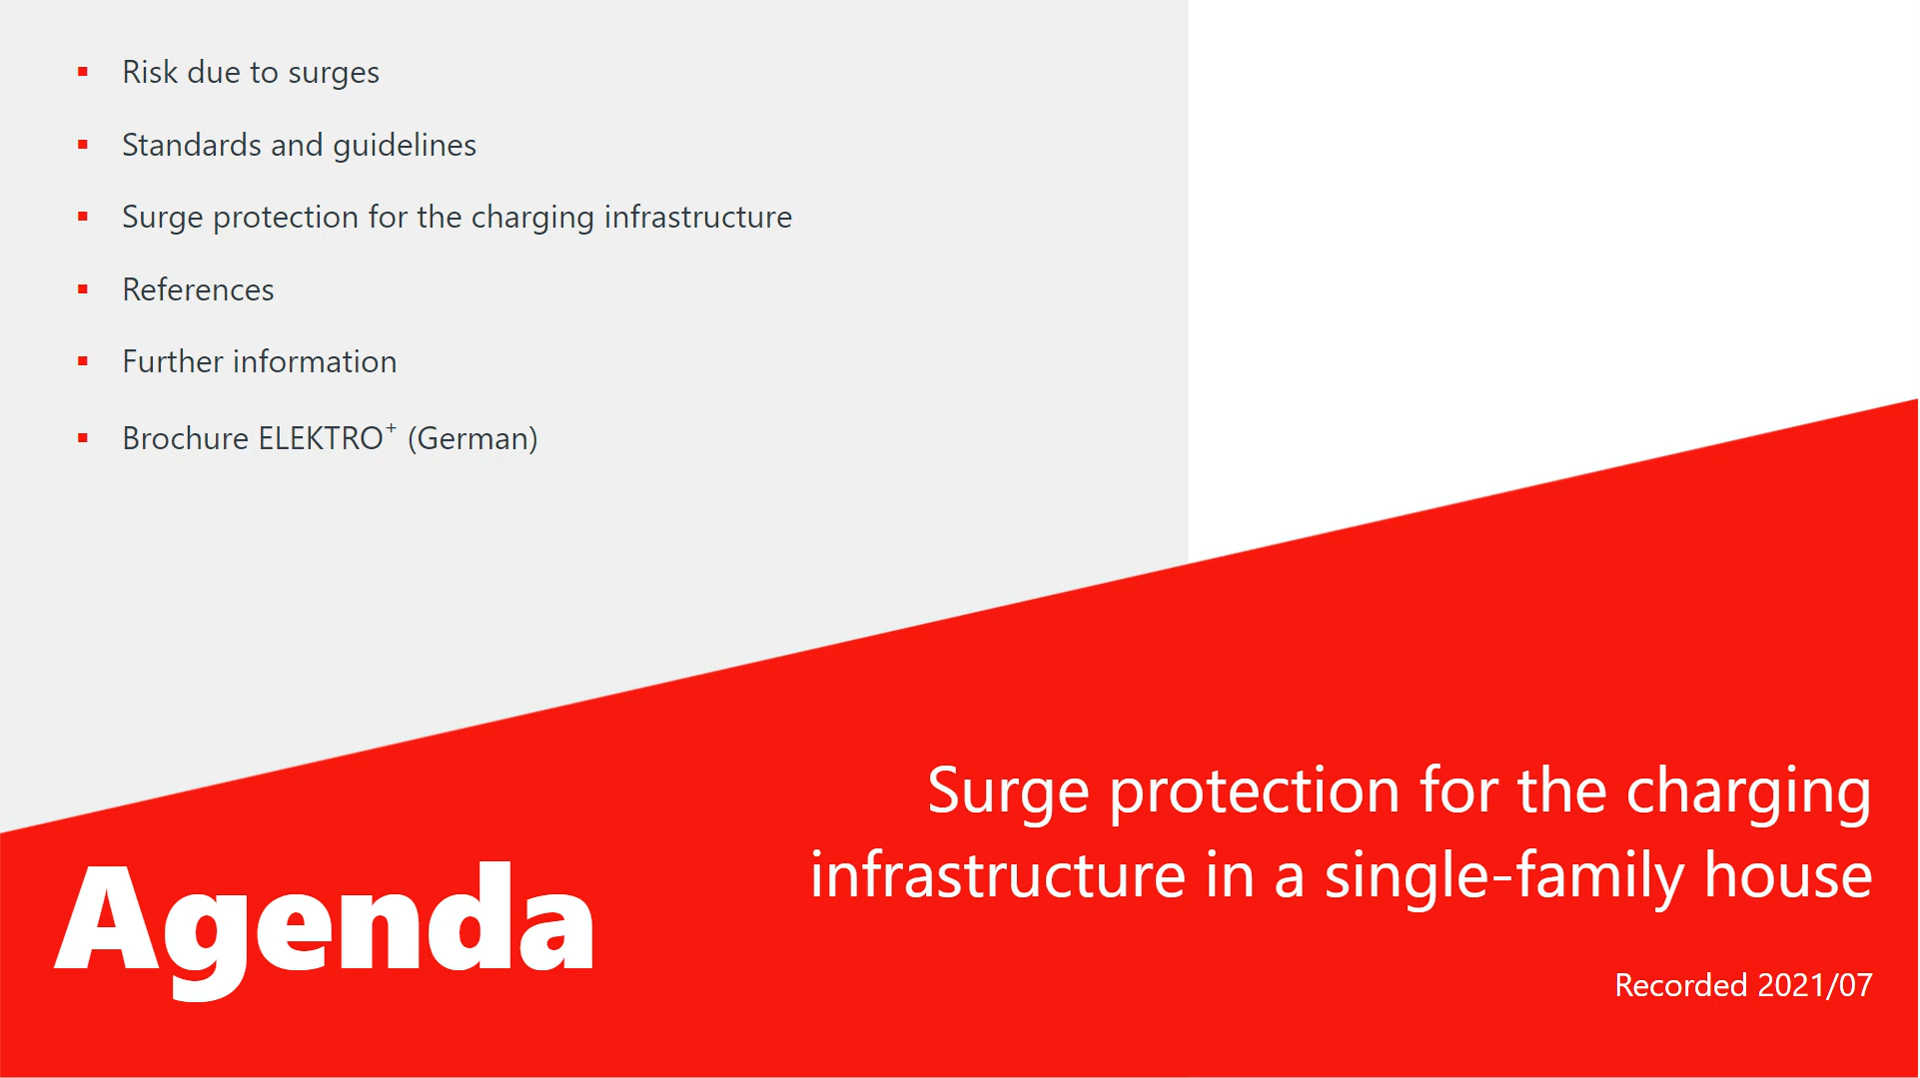 Risk due to surges
Standards and guidelines
Surge protection for the charging infrastructure
References
Further information
Brochure ELEKTRO⁺ (German)
Agenda
Surge protection for the charging
infrastructure in a single-family house
Recorded 2021/07